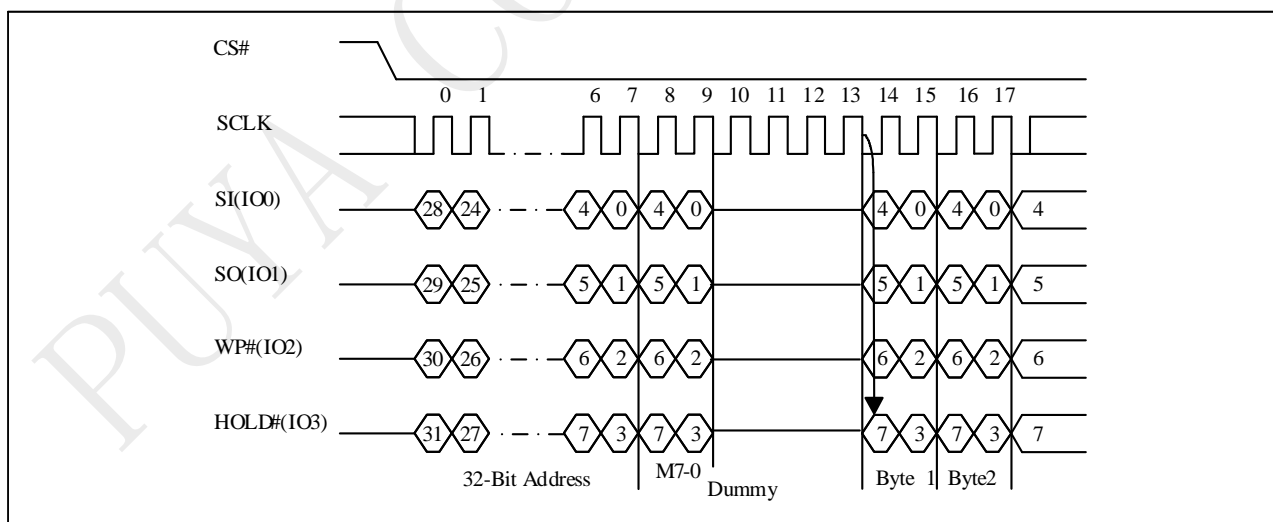 CS#
0 1 6 7 8 9 10 11 12 13 14 15 16 17
SCLK
SI(IO0) 28 24 4 0 4 0 4 0 4 0 4
SO(IO1) 29 25 5 1 5 1 5 1 5 1 5
WP#(IO2) 30 26 6 2 6 2 6 2 6 2 6
HOLD#(IO3) 31 27 7 3 7 3 7 3 7 3 7
32-Bit Address M7-0 Dummy Byte 1 Byte2
PUYA CO